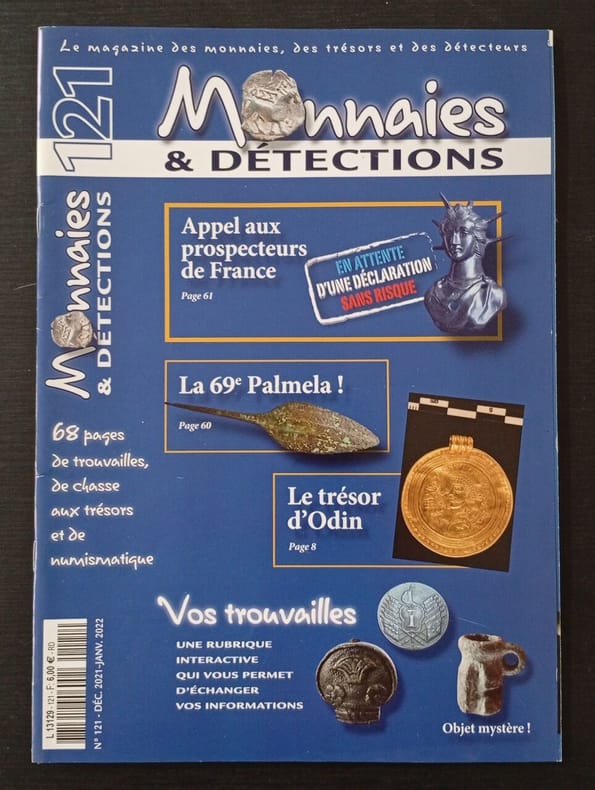 Le magazine des monnaies, des trésors et des détecteurs
121
Monnaies
& DÉTECTIONS
Monnaies
& DÉTECTIONS
Appel aux
prospecteurs
de France
Page 61
EN ATTENTE
D'UNE DÉCLARATION
SANS RISQUE
La 69e Palmela !
Page 60
Le trésor
d'Odin
Page 8
68 pages
de trouvailles,
de chasse
aux trésors
et de
numismatique
Vos trouvailles
UNE RUBRIQUE
INTERACTIVE
QUI VOUS PERMET
D'ÉCHANGER
VOS INFORMATIONS
1
Objet mystère !
L 13129 - 121 - F: 6,00 € - RD
N° 121 - DÉC. 2021-JANV. 2022